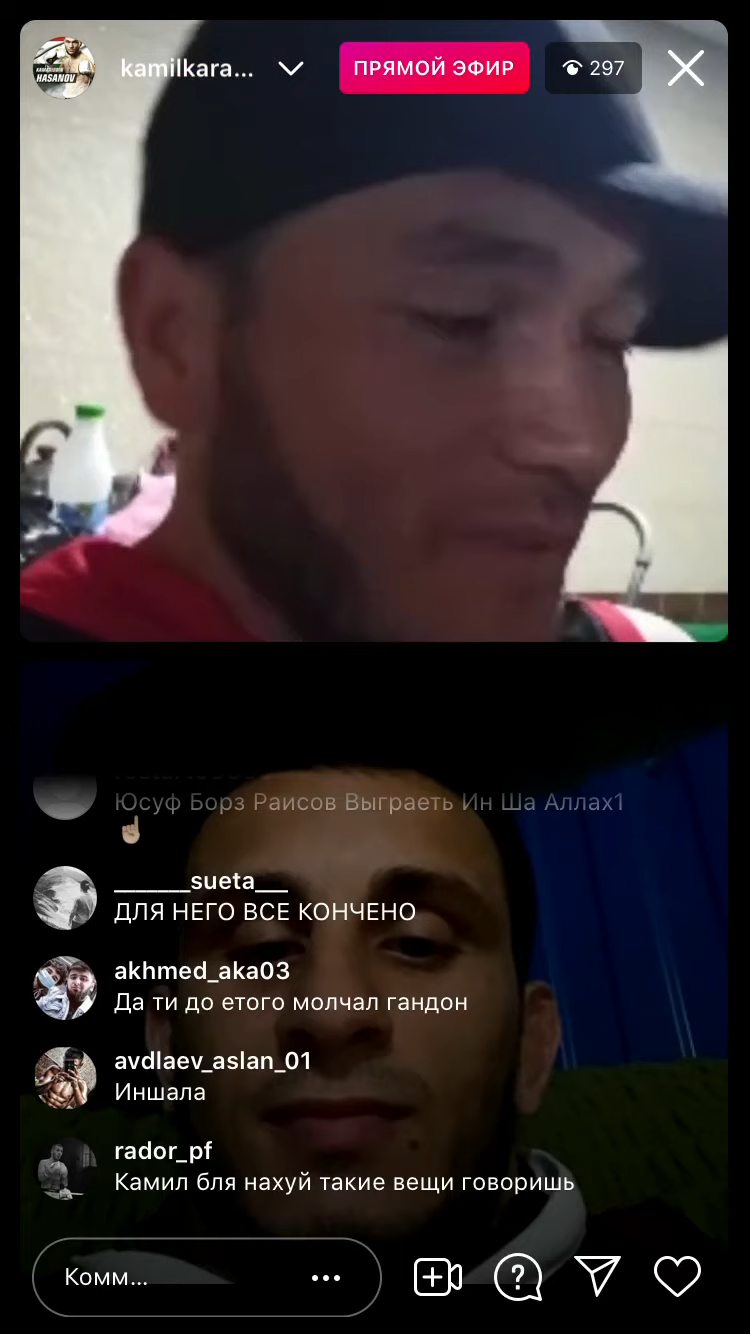 HASANOV
kamilkara...
ПРЯМОЙ ЭФИР
297
Юсуф Борз Раисов Выграеть Ин Ша Аллах1
☝🏼
_______sueta___
ДЛЯ НЕГО ВСЕ КОНЧЕНО
akhmed_aka03
Да ти до етого молчал гандон
avdlaev_aslan_01
Иншала
rador_pf
Камил бля нахуй такие вещи говоришь
Комм...